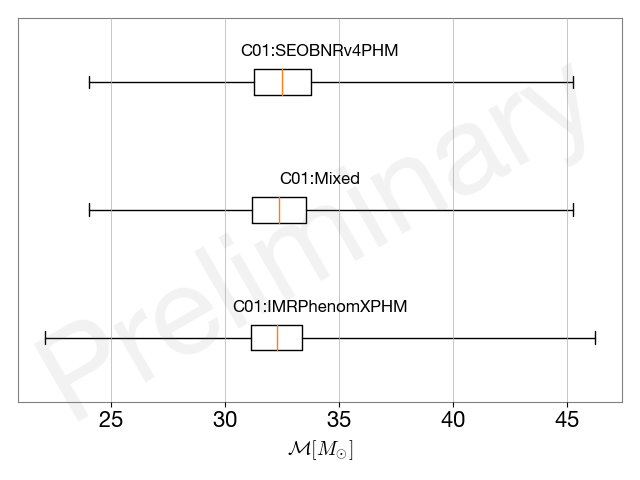 C01:SEOBNRv4PHM
C01:Mixed
C01:IMRPhenomXPHM
Preliminary
25 30 35 40 45
ℳ[M⊙]